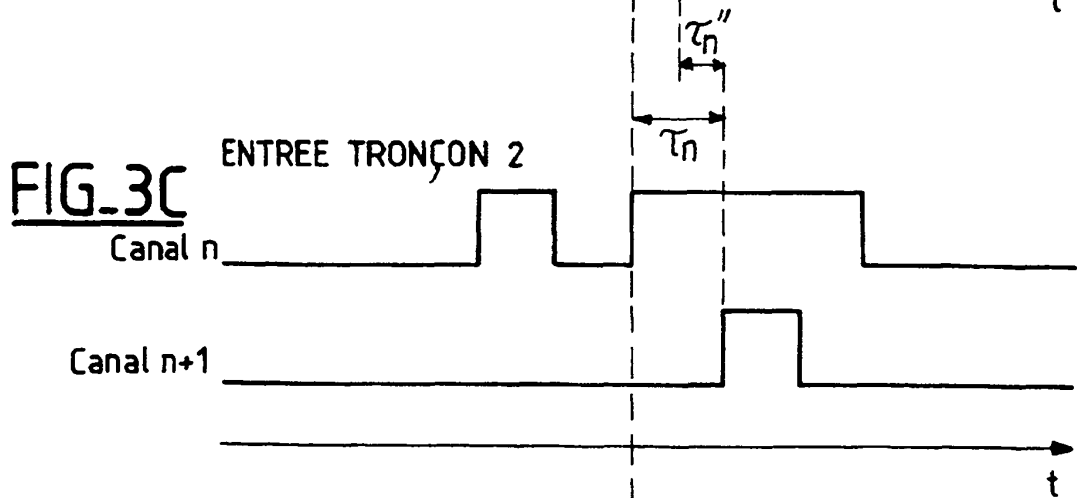 t
τn"
τn
ENTREE TRONÇON 2
FIG_3C
Canal n
Canal n+1
t